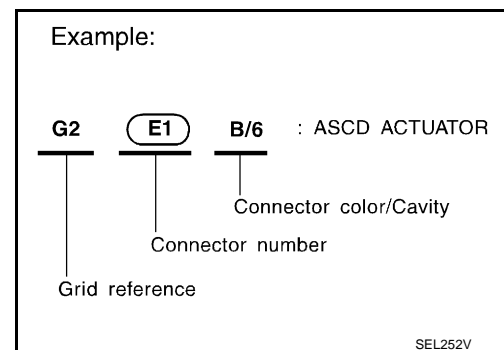 Example:
G2 E1 B/6 : ASCD ACTUATOR
Connector color/Cavity
Connector number
Grid reference
SEL252V